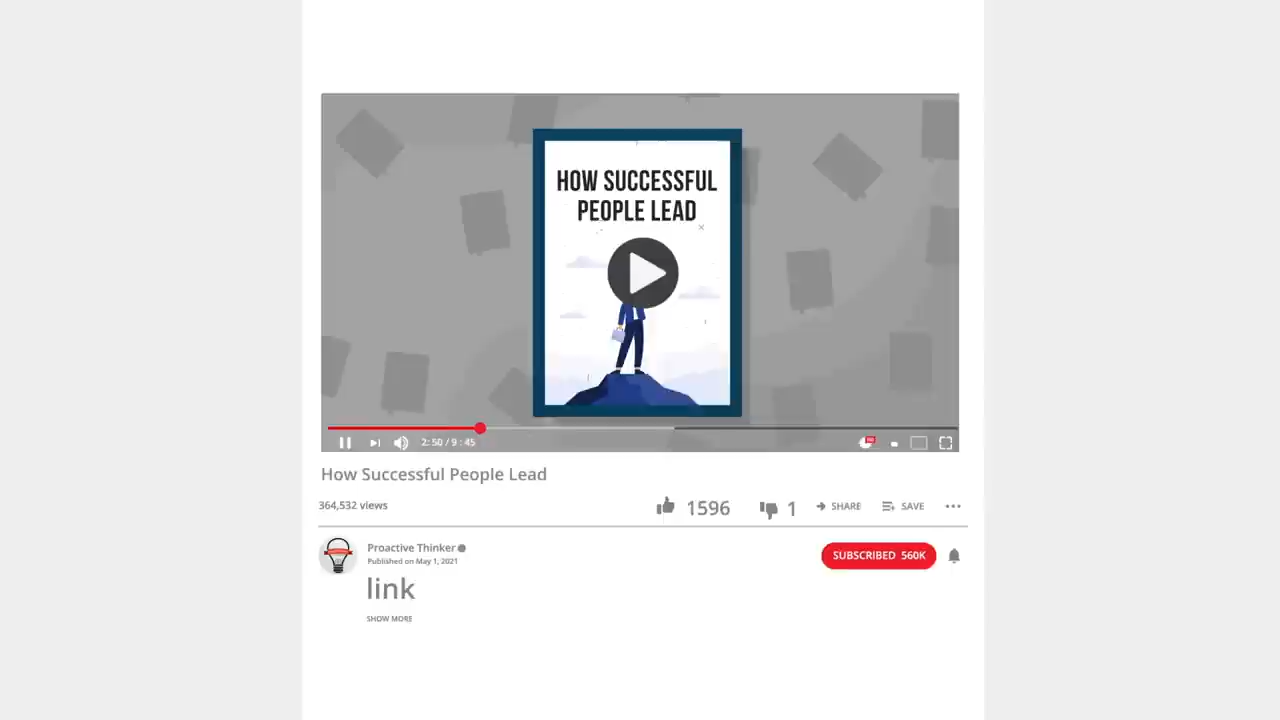 HOW SUCCESSFUL
PEOPLE LEAD
2:50 / 9:45
How Successful People Lead
364,532 views
1596
1
SHARE
SAVE
Proactive Thinker
Published on May 1, 2021
SUBSCRIBED 560K
link
SHOW MORE